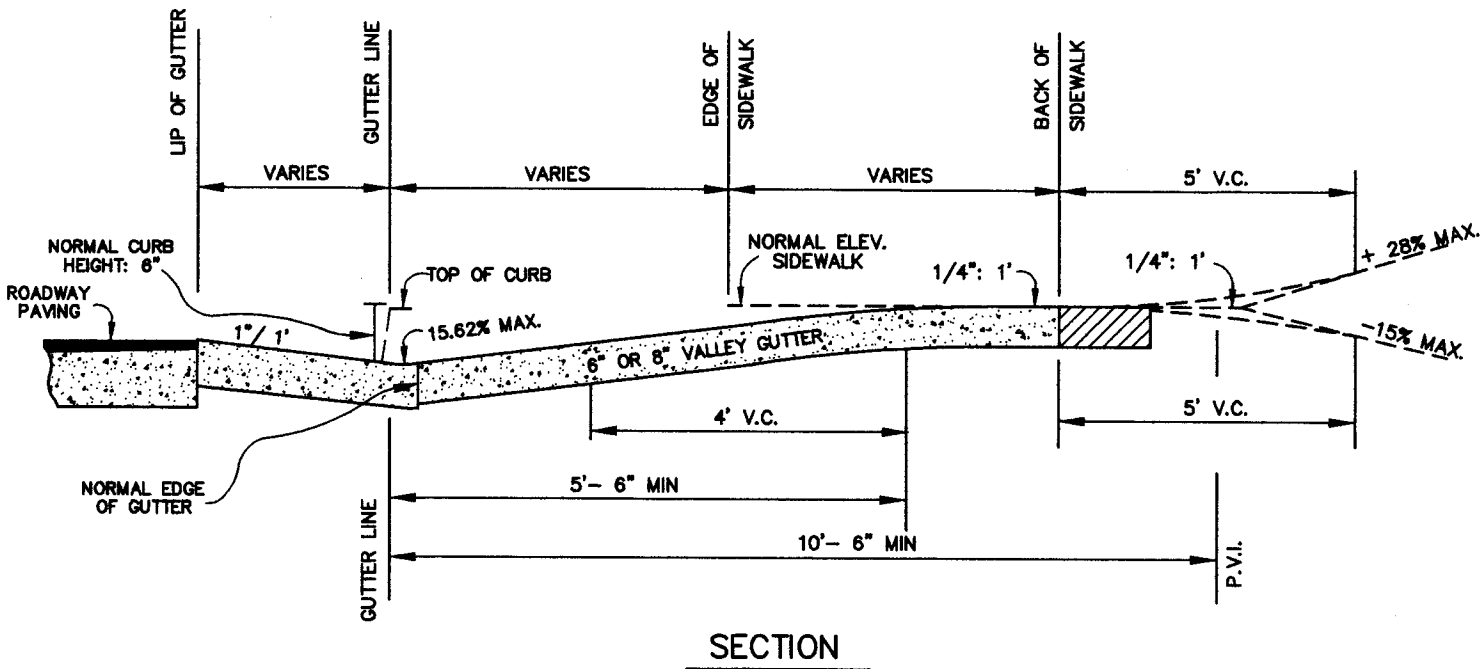 LIP OF GUTTER
GUTTER LINE
EDGE OF
SIDEWALK
BACK OF
SIDEWALK
VARIES
VARIES
VARIES
5' V.C.
NORMAL CURB
HEIGHT: 6"
TOP OF CURB
NORMAL ELEV.
SIDEWALK
1/4": 1'
1/4": 1'
+ 28% MAX.
ROADWAY
PAVING
1"/ 1'
15.62% MAX.
6" OR 8" VALLEY GUTTER
-15% MAX.
4' V.C.
5' V.C.
NORMAL EDGE
OF GUTTER
5'- 6" MIN
10'- 6" MIN
GUTTER LINE
P.V.I.
SECTION